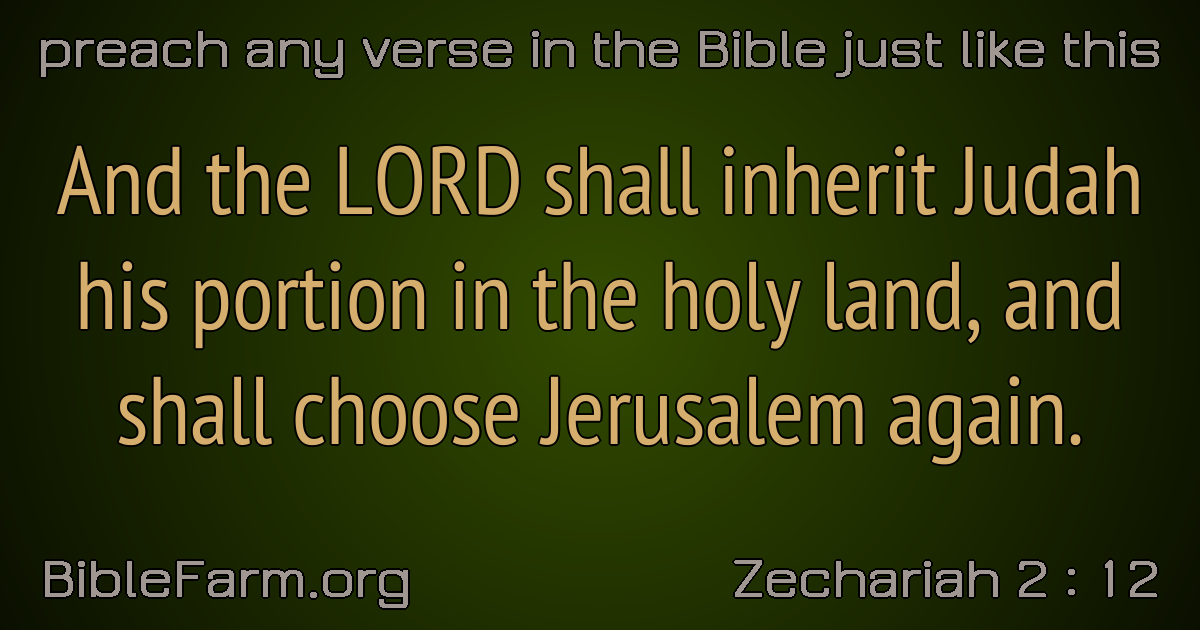 preach any verse in the Bible just like this
And the LORD shall inherit Judah
his portion in the holy land, and
shall choose Jerusalem again.
BibleFarm.org
Zechariah 2 : 12